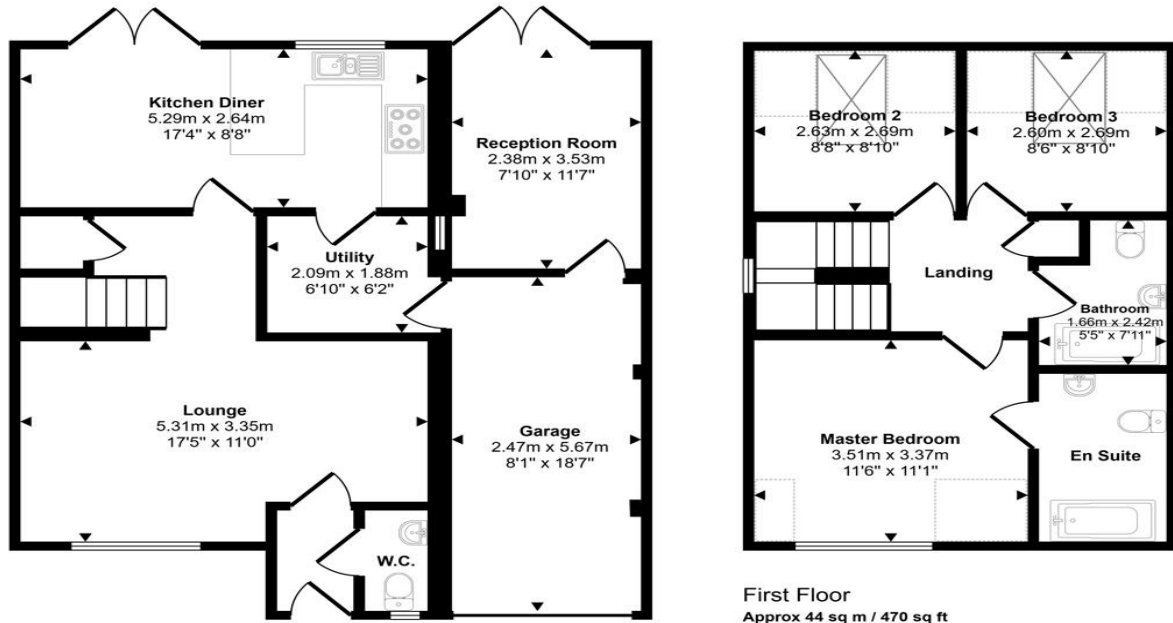 Kitchen Diner
5.29m x 2.64m
17'4" x 8'8"
Reception Room
2.38m x 3.53m
7'10" x 11'7"
Utility
2.09m x 1.88m
6'10" x 6'2"
Lounge
5.31m x 3.35m
17'5" x 11'0"
Garage
2.47m x 5.67m
8'1" x 18'7"
W.C.
Bedroom 2
2.63m x 2.69m
8'8" x 8'10"
Bedroom 3
2.60m x 2.69m
8'6" x 8'10"
Landing
Bathroom
1.66m x 2.42m
5'5" x 7'11"
Master Bedroom
3.51m x 3.37m
11'6" x 11'1"
En Suite
First Floor
Approx 44 sq m / 470 sq ft